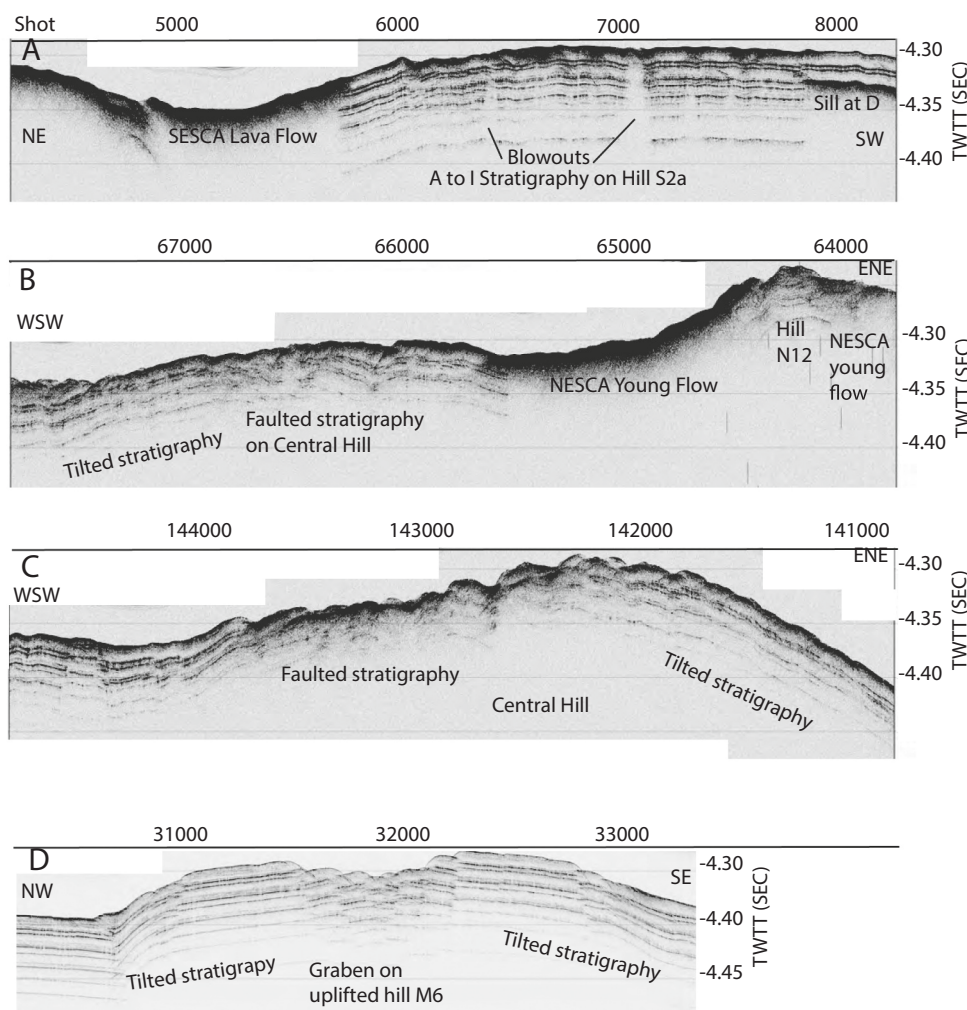 Shot 5000 6000 7000 8000
A
-4.30
-4.35
-4.40
TWTT (SEC)
NE
SESCA Lava Flow
Sill at D
SW
Blowouts
A to I Stratigraphy on Hill S2a
67000 66000 65000 64000
B
ENE
WSW
-4.30
-4.35
-4.40
TWTT (SEC)
Hill
N12
NESCA
young
flow
NESCA Young Flow
Faulted stratigraphy
on Central Hill
Tilted stratigraphy
144000 143000 142000 141000
C
ENE
WSW
-4.30
-4.35
-4.40
TWTT (SEC)
Faulted stratigraphy
Tilted stratigraphy
Central Hill
31000 32000 33000
D
NW
SE
-4.30
-4.40
-4.45
TWTT (SEC)
Tilted stratigrapy
Tilted stratigraphy
Graben on
uplifted hill M6